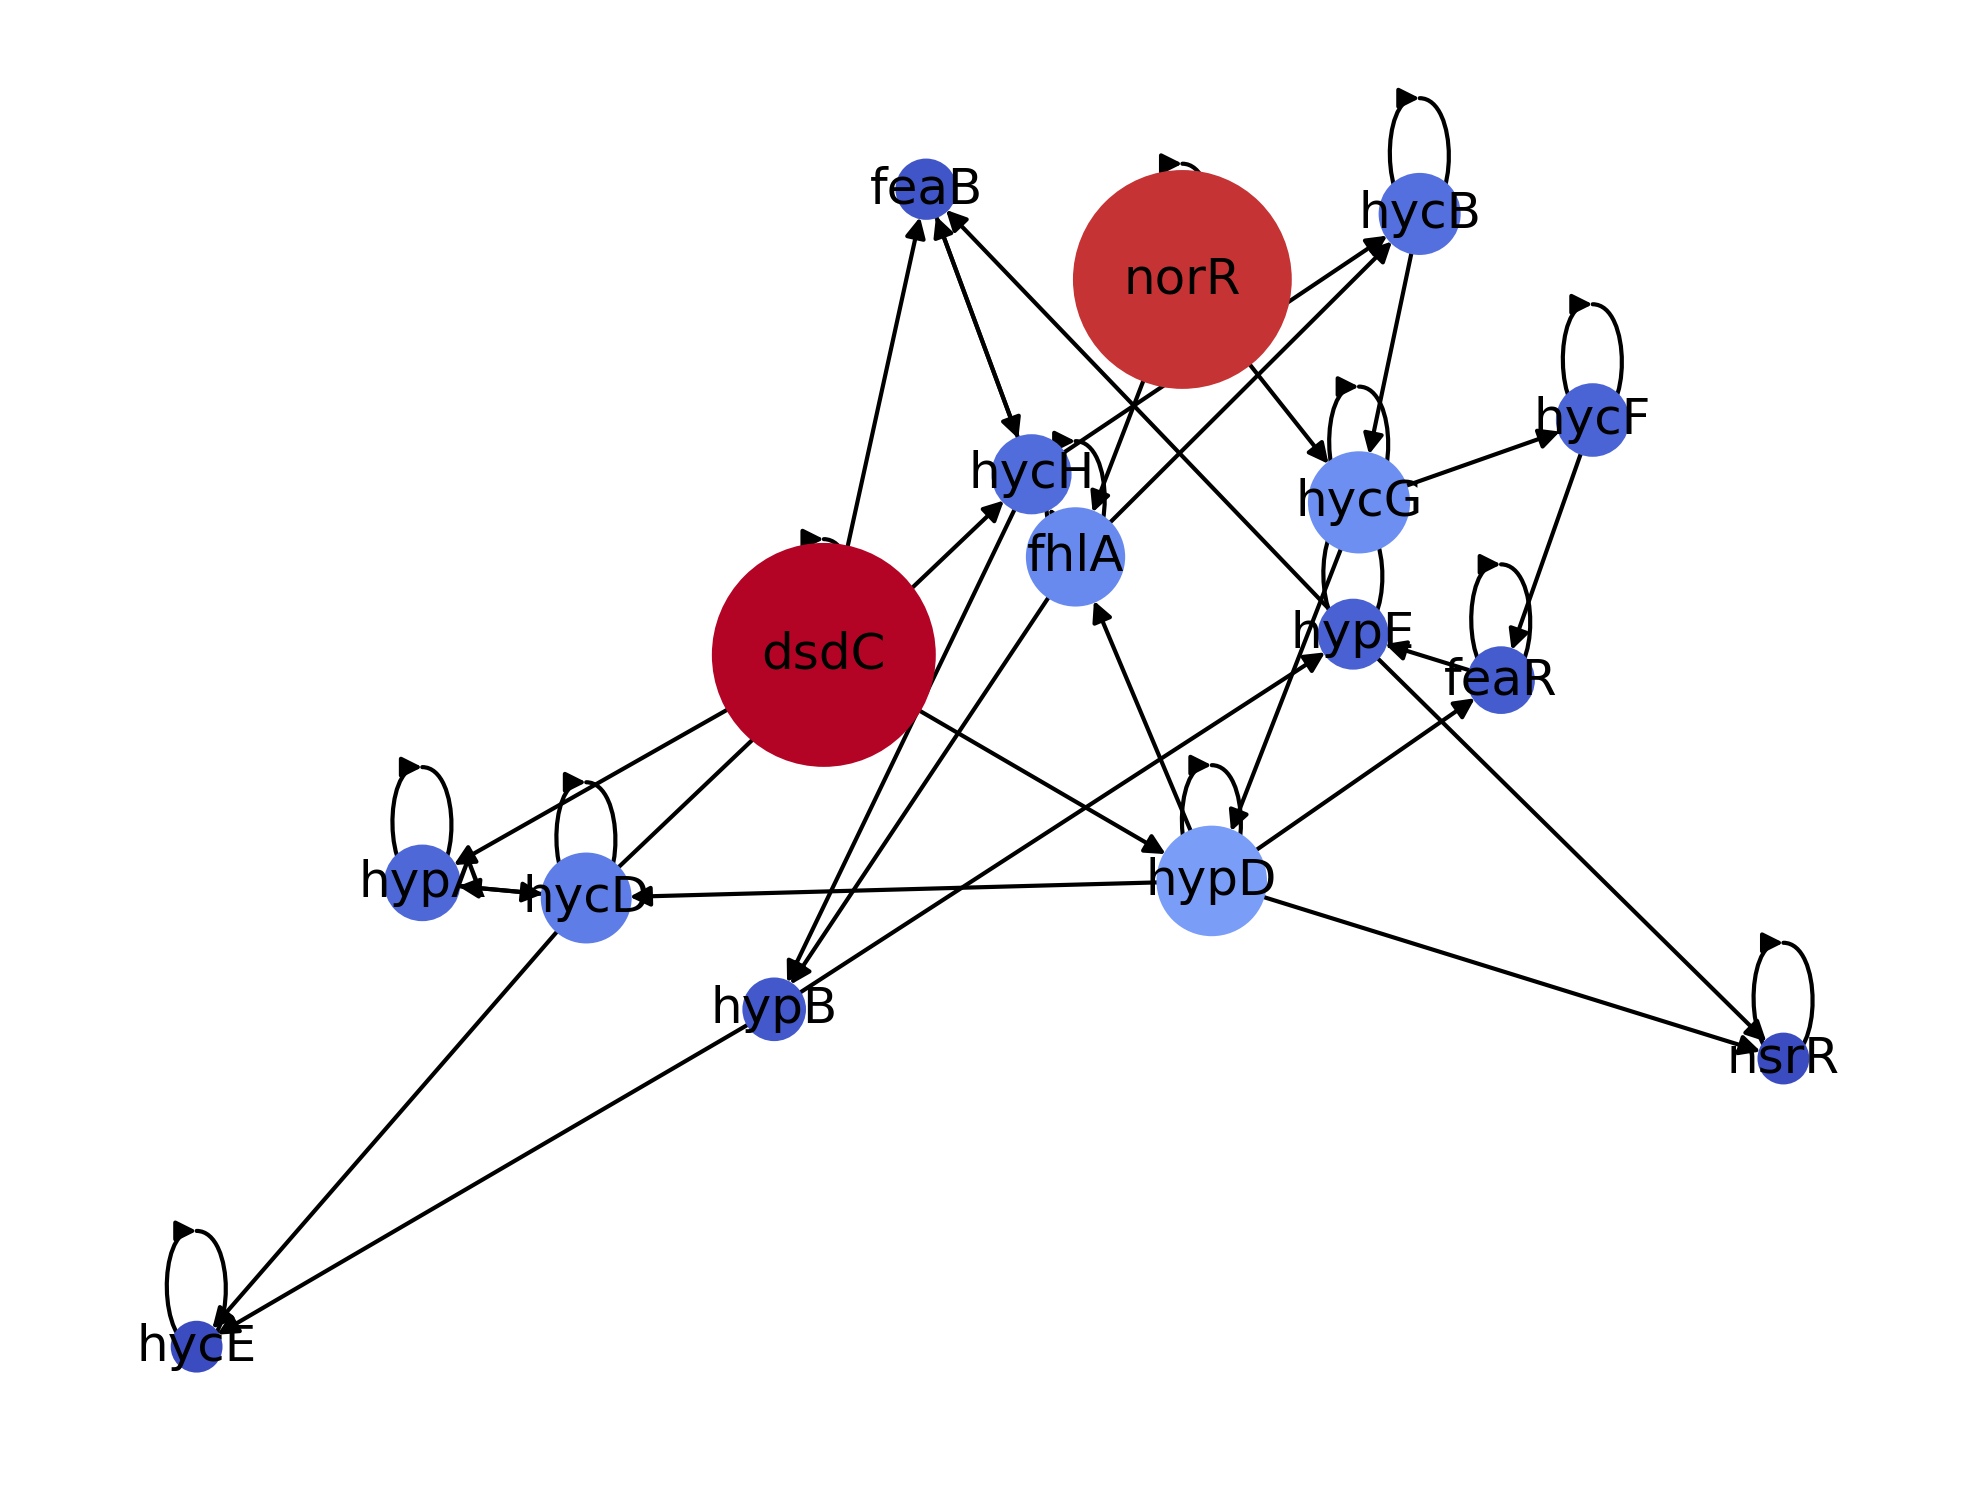 feaB
hycB
norR
hycF
hycH
hycG
fhlA
hypE
dsdC
feaR
hypA
hycD
hypD
hypB
nsrR
hycE